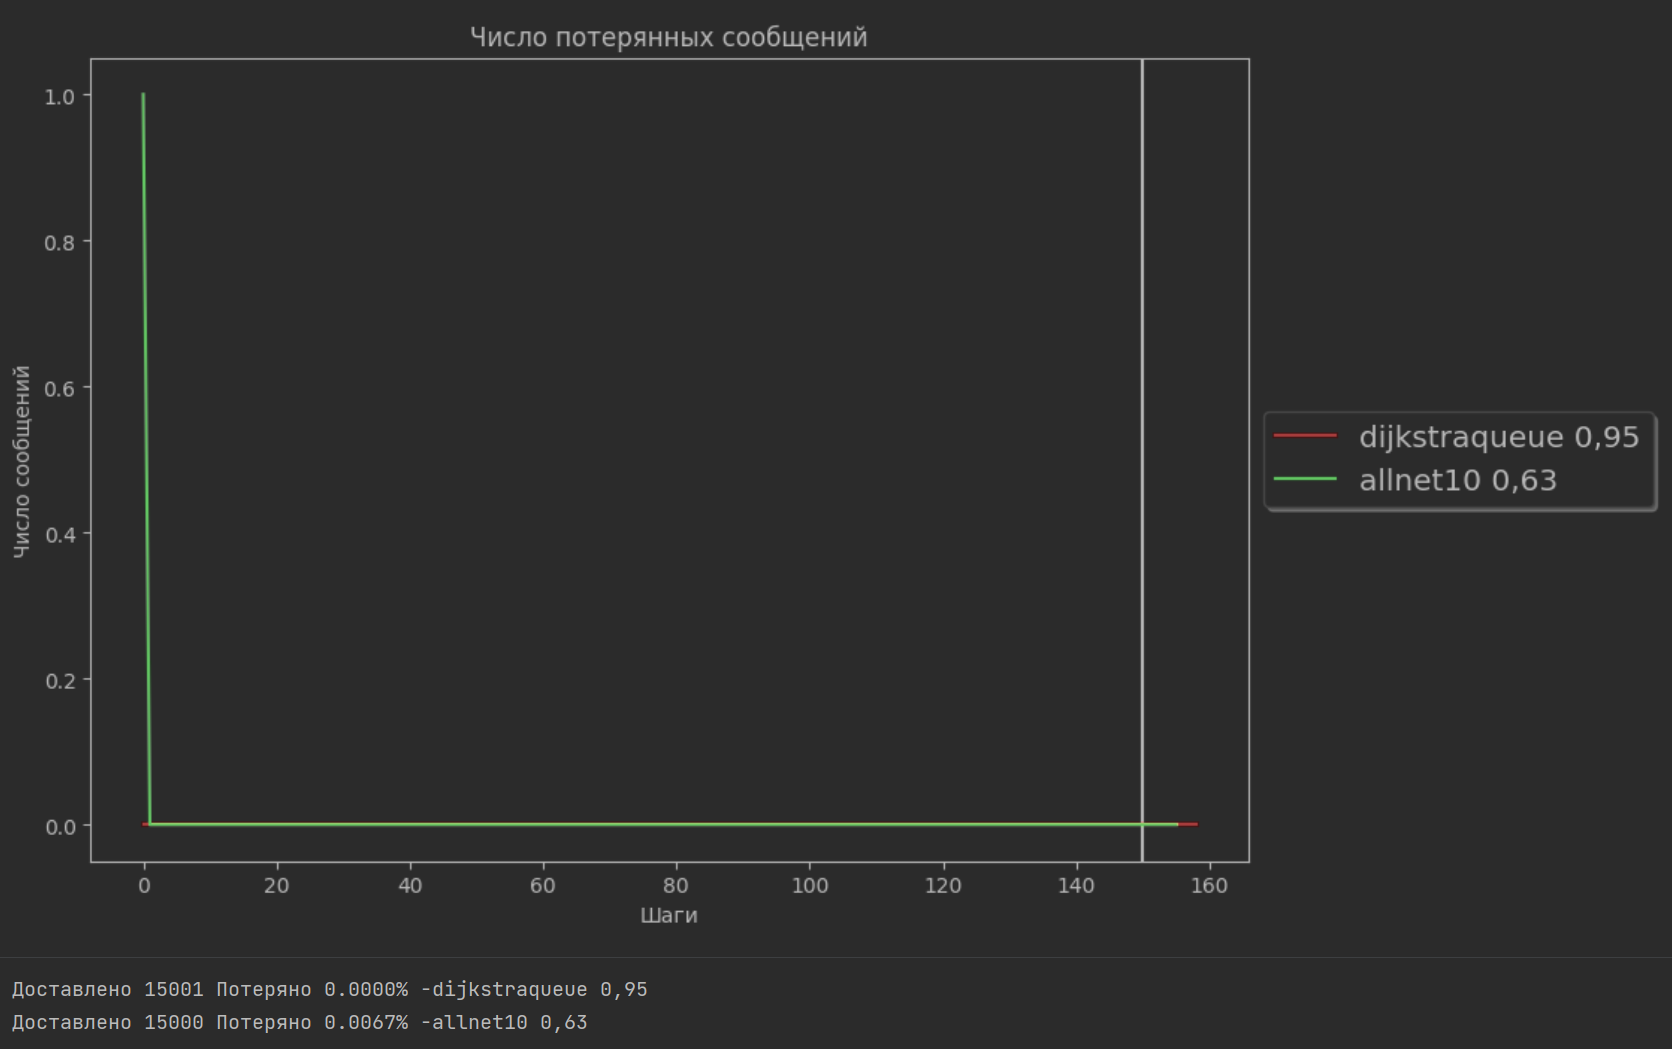 Число потерянных сообщений
1.0
0.8
0.6
0.4
0.2
0.0
Число сообщений
0 20 40 60 80 100 120 140 160
Шаги
dijkstraqueue 0,95
allnet10 0,63
Доставлено 15001 Потеряно 0.0000% -dijkstraqueue 0,95
Доставлено 15000 Потеряно 0.0067% -allnet10 0,63